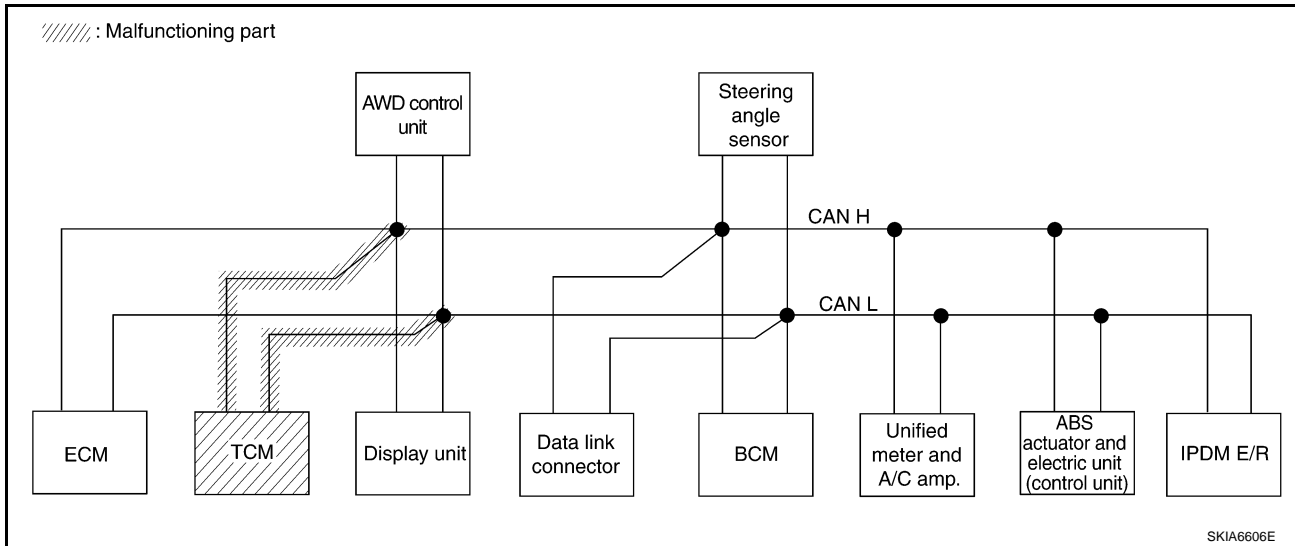 : Malfunctioning part
AWD control
unit
Steering
angle
sensor
CAN H
CAN L
ECM
TCM
Display unit
Data link
connector
BCM
Unified
meter and
A/C amp.
ABS
actuator and
electric unit
(control unit)
IPDM E/R
SKIA6606E